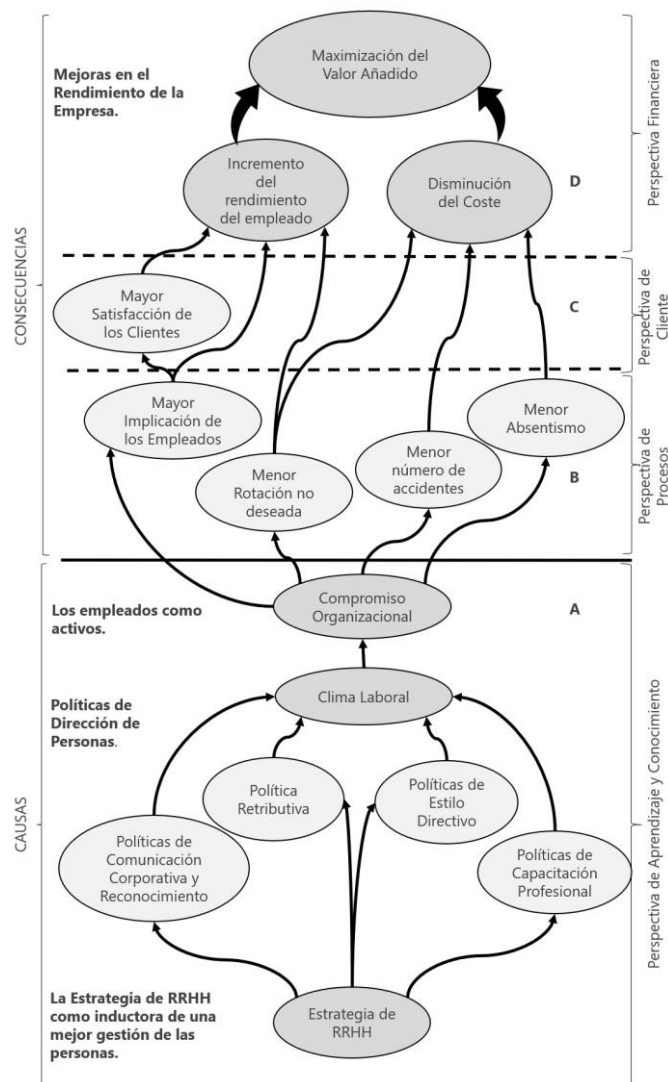 Maximización del
Valor Añadido
Mejoras en el
Rendimiento de la
Empresa.
Incremento
del
rendimiento
del empleado
Disminución
del Coste
D
Perspectiva Financiera
CONSECUENCIAS
Mayor
Satisfacción de
los Clientes
C
Perspectiva de
Cliente
Mayor
Implicación de
los Empleados
Menor
Rotación no
deseada
Menor
número de
accidentes
Menor
Absentismo
B
Perspectiva de
Procesos
Los empleados como
activos.
Compromiso
Organizacional
A
Clima Laboral
Políticas de
Dirección de
Personas.
Política
Retributiva
Políticas de
Estilo
Directivo
Políticas de
Comunicación
Corporativa y
Reconocimiento
Políticas de
Capacitación
Profesional
CAUSAS
Perspectiva de Aprendizaje y Conocimiento
La Estrategia de RRHH
como inductora de una
mejor gestión de las
personas.
Estrategia de
RRHH